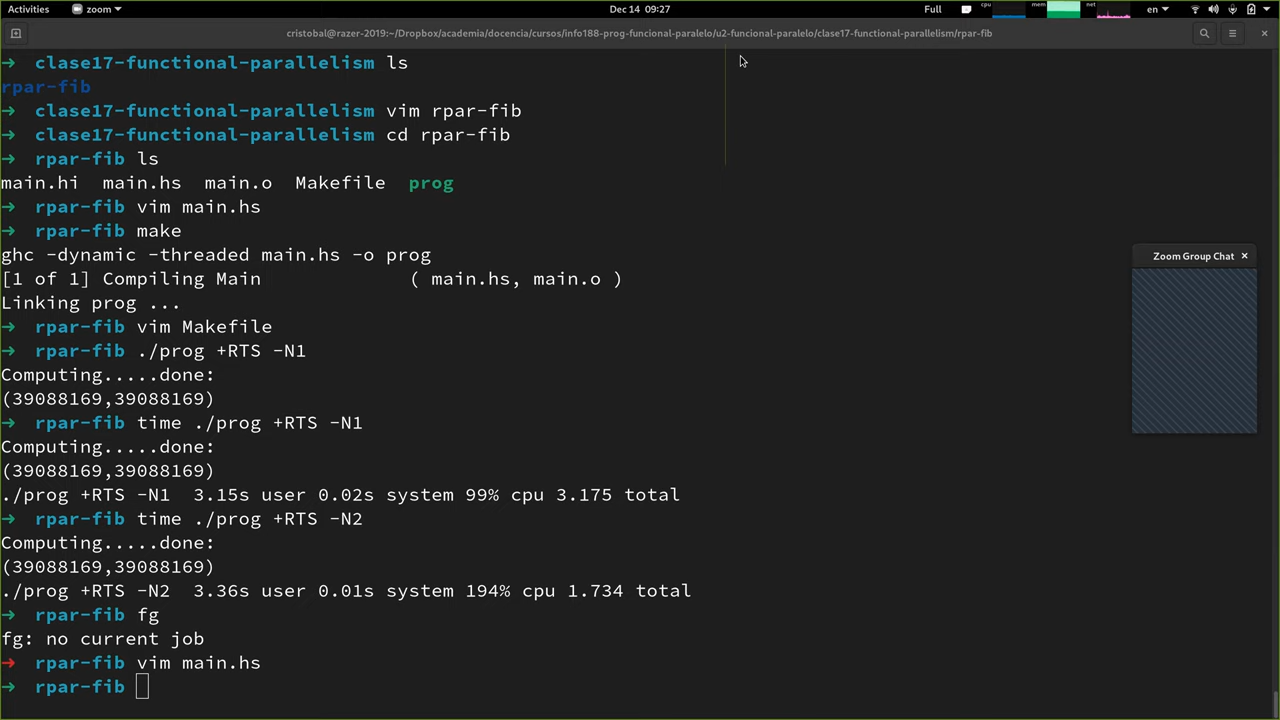 Activities zoom Dec 14 09:27 Full cpu mem net en
cristobal@razer-2019:~/Dropbox/academia/docencia/cursos/info188-prog-funcional-paralelo/u2-funcional-paralelo/clase17-functional-parallelism/rpar-fib
→ clase17-functional-parallelism ls
rpar-fib
→ clase17-functional-parallelism vim rpar-fib
→ clase17-functional-parallelism cd rpar-fib
→ rpar-fib ls
main.hi main.hs main.o Makefile prog
→ rpar-fib vim main.hs
→ rpar-fib make
ghc -dynamic -threaded main.hs -o prog
[1 of 1] Compiling Main ( main.hs, main.o )
Linking prog ...
→ rpar-fib vim Makefile
→ rpar-fib ./prog +RTS -N1
Computing.....done:
(39088169,39088169)
→ rpar-fib time ./prog +RTS -N1
Computing.....done:
(39088169,39088169)
./prog +RTS -N1 3.15s user 0.02s system 99% cpu 3.175 total
→ rpar-fib time ./prog +RTS -N2
Computing.....done:
(39088169,39088169)
./prog +RTS -N2 3.36s user 0.01s system 194% cpu 1.734 total
→ rpar-fib fg
fg: no current job
→ rpar-fib vim main.hs
→ rpar-fib
Zoom Group Chat